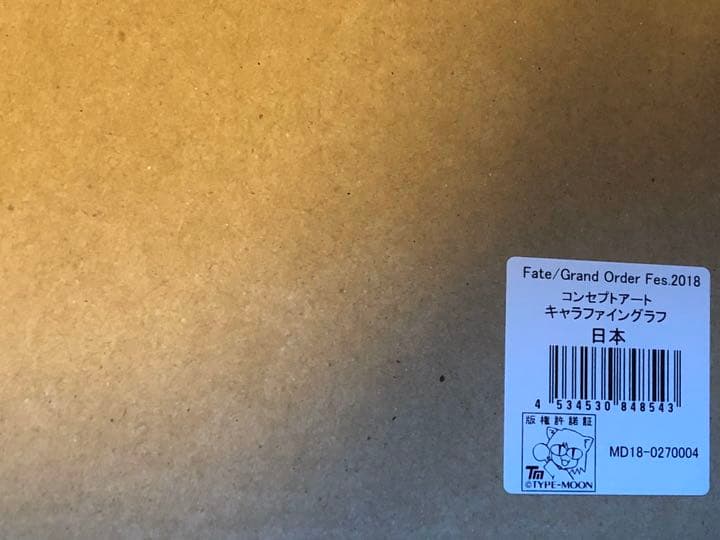 Fate/Grand Order Fes.2018
コンセプトアート
キャラファイングラフ
日本
4 534530 848543
版権許諾証
TM
©TYPE-MOON
MD18-0270004